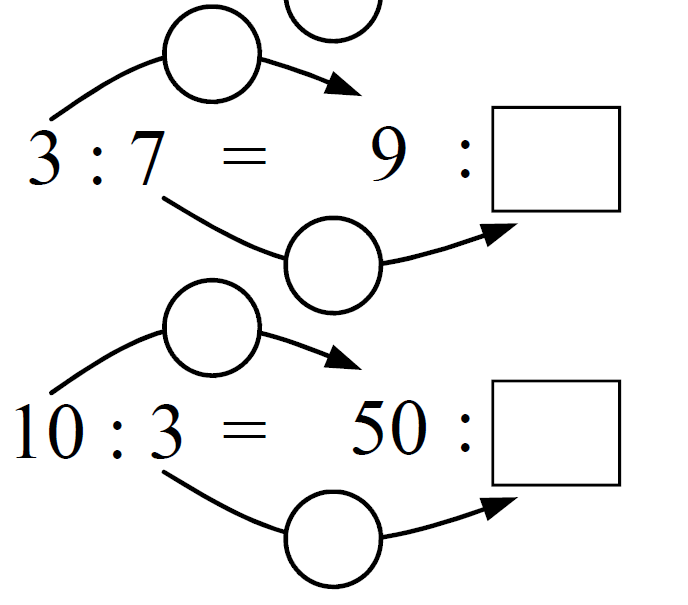 3 : 7 = 9 :
10 : 3 = 50 :